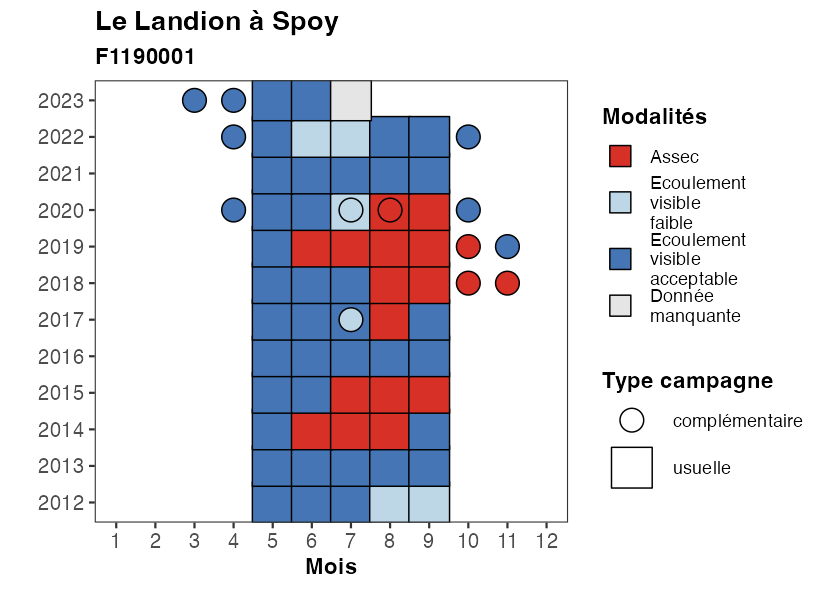 Le Landion à Spoy
F1190001
2023
2022
2021
2020
2019
2018
2017
2016
2015
2014
2013
2012
1 2 3 4 5 6 7 8 9 10 11 12
Mois
Modalités
Assec
Ecoulement
visible
faible
Ecoulement
visible
acceptable
Donnée
manquante
Type campagne
complémentaire
usuelle